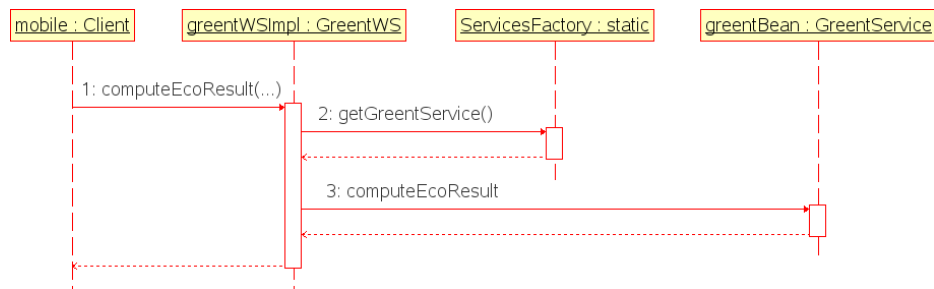 mobile : Client
greentWSImpl : GreentWS
ServicesFactory : static
greentBean : GreentService
1: computeEcoResult(...)
2: getGreentService()
3: computeEcoResult